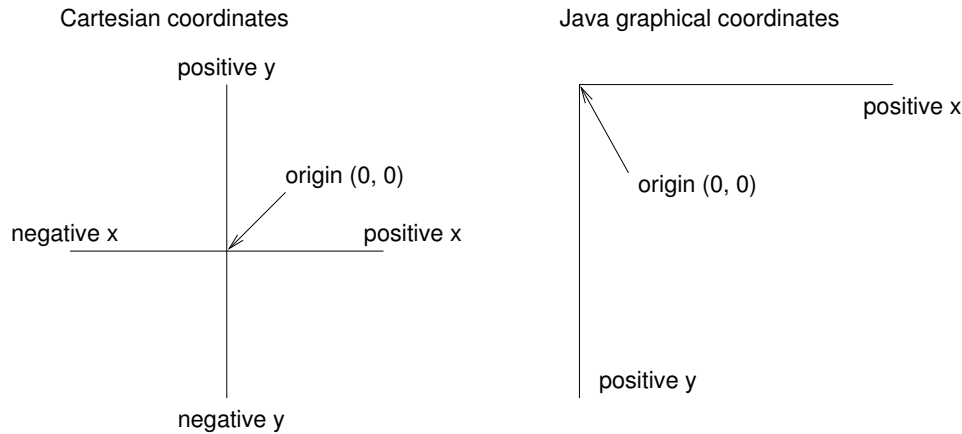 Cartesian coordinates
positive y
origin (0, 0)
negative x
positive x
negative y
Java graphical coordinates
positive x
origin (0, 0)
positive y